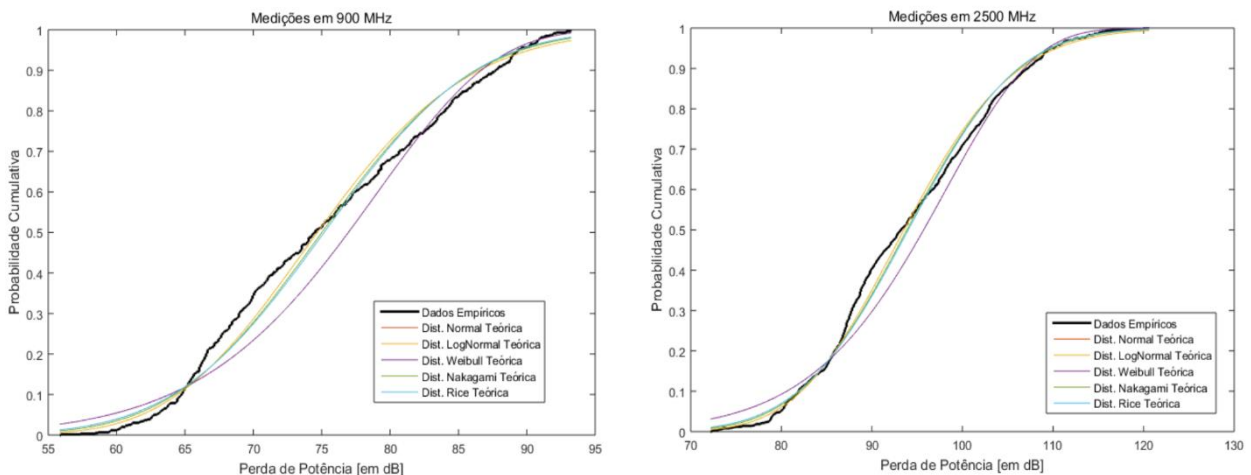 Medições em 900 MHz
Probabilidade Cumulativa
1
0.9
0.8
0.7
0.6
0.5
0.4
0.3
0.2
0.1
0
55
60
65
70
75
80
85
90
95
Perda de Potência [em dB]
Dados Empíricos
Dist. Normal Teórica
Dist. LogNormal Teórica
Dist. Weibull Teórica
Dist. Nakagami Teórica
Dist. Rice Teórica
Medições em 2500 MHz
Probabilidade Cumulativa
1
0.9
0.8
0.7
0.6
0.5
0.4
0.3
0.2
0.1
0
70
80
90
100
110
120
130
Perda de Potência [em dB]
Dados Empíricos
Dist. Normal Teórica
Dist. LogNormal Teórica
Dist. Weibull Teórica
Dist. Nakagami Teórica
Dist. Rice Teórica